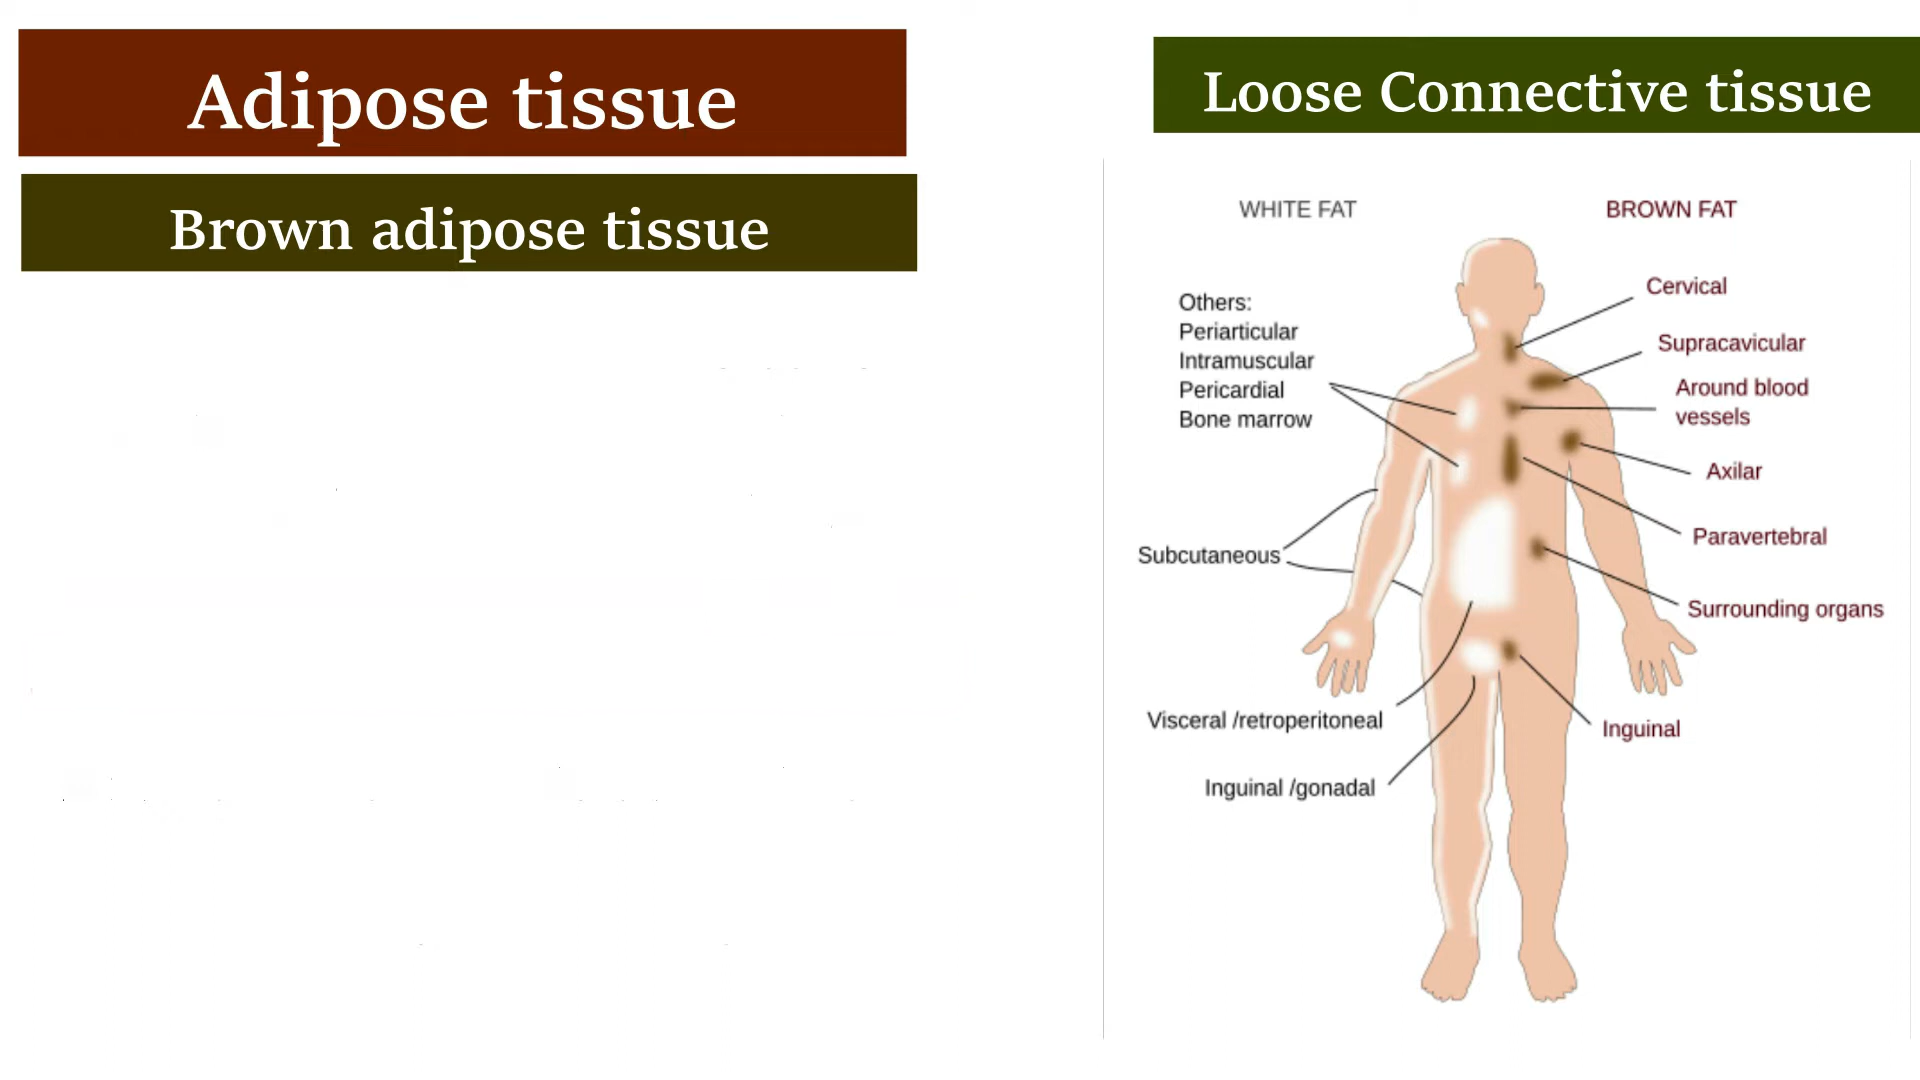 Adipose tissue
Brown adipose tissue
Loose Connective tissue
WHITE FAT
BROWN FAT
Others:
Periarticular
Intramuscular
Pericardial
Bone marrow
Subcutaneous
Visceral /retroperitoneal
Inguinal /gonadal
Cervical
Supracavicular
Around blood
vessels
Axilar
Paravertebral
Surrounding organs
Inguinal